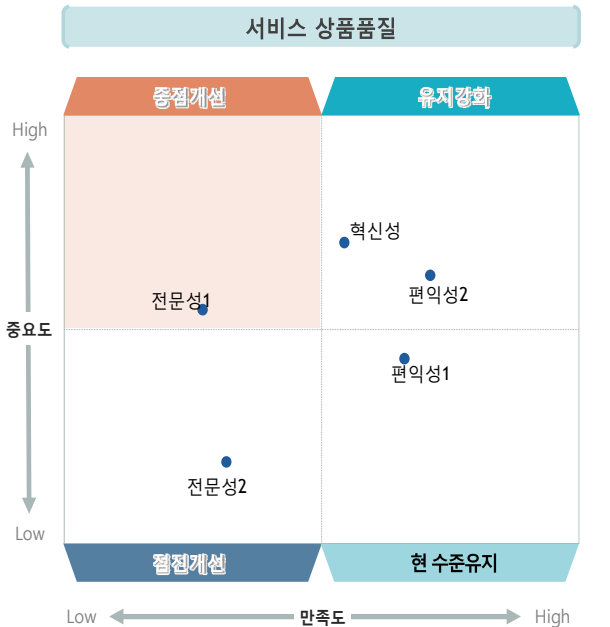 서비스 상품품질
중점개선
유지강화
High
혁신성
편익성2
전문성1
중요도
편익성1
전문성2
Low
점진개선
현 수준유지
Low
만족도
High